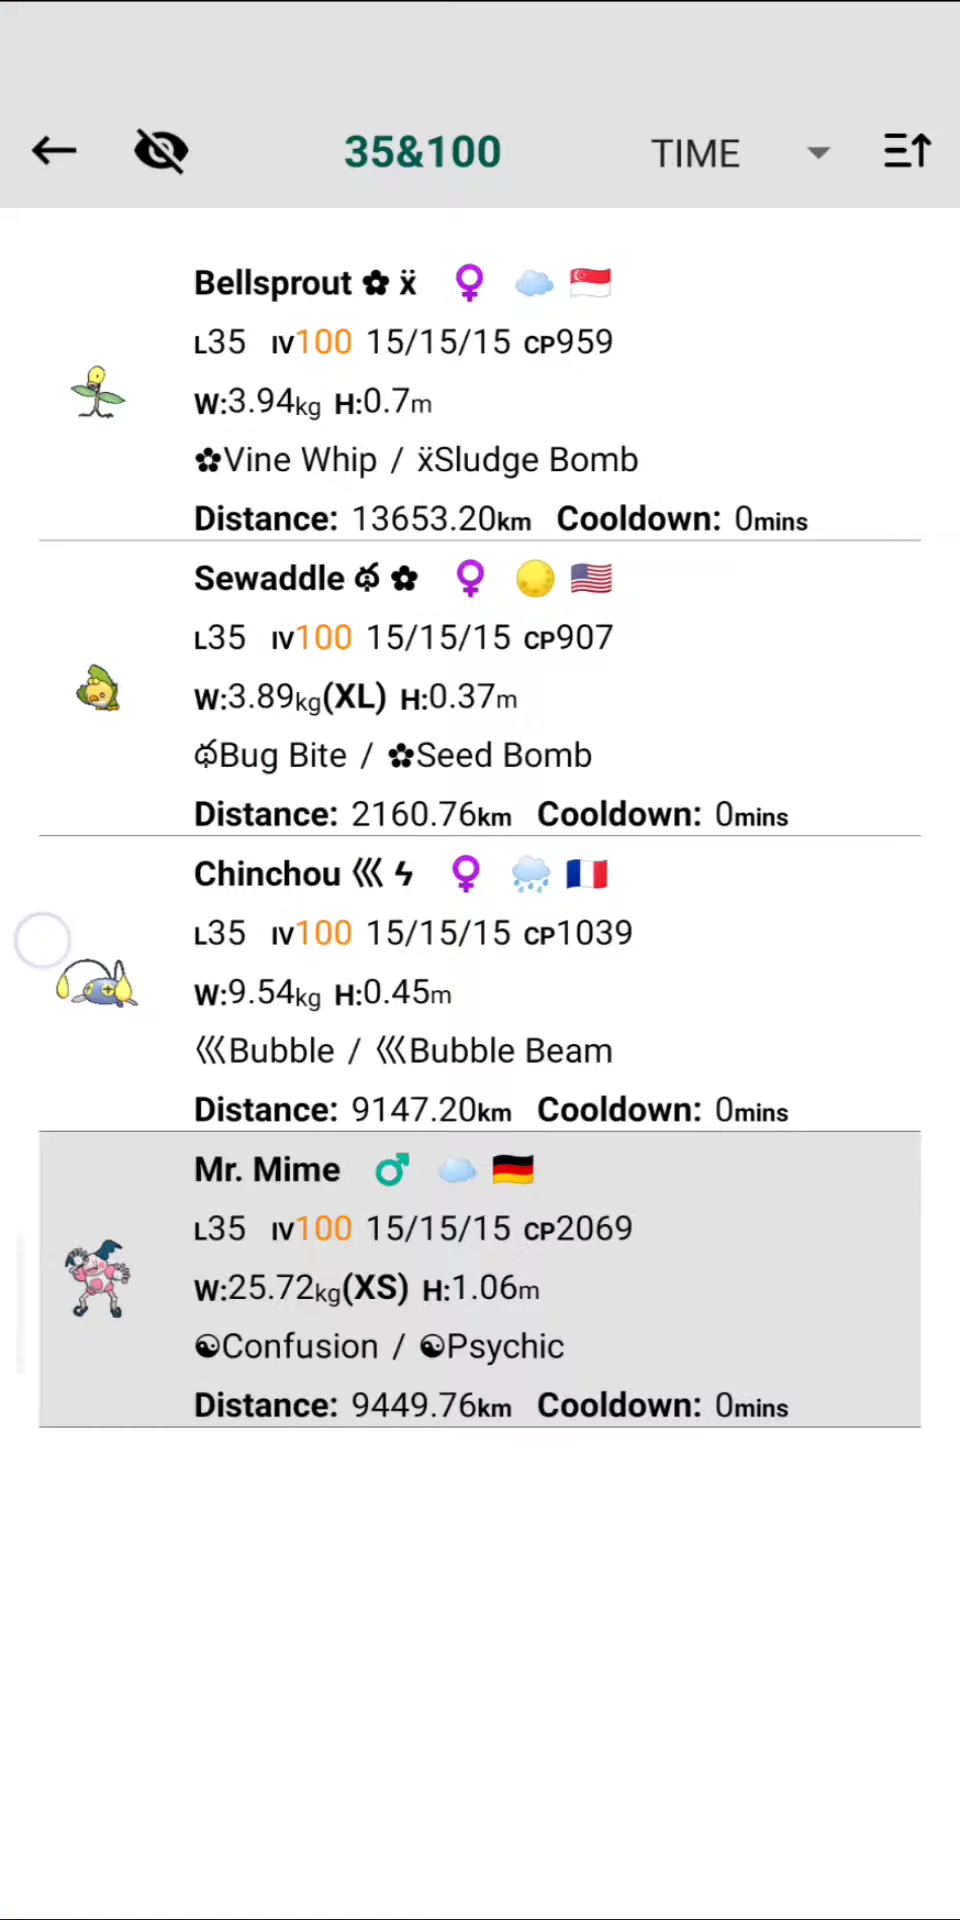 35&100 TIME
Bellsprout
L35 IV100 15/15/15 CP959
W:3.94kg H:0.7m
Vine Whip / Sludge Bomb
Distance: 13653.20km Cooldown: 0mins
Sewaddle
L35 IV100 15/15/15 CP907
W:3.89kg(XL) H:0.37m
Bug Bite / Seed Bomb
Distance: 2160.76km Cooldown: 0mins
Chinchou
L35 IV100 15/15/15 CP1039
W:9.54kg H:0.45m
Bubble / Bubble Beam
Distance: 9147.20km Cooldown: 0mins
Mr. Mime
L35 IV100 15/15/15 CP2069
W:25.72kg(XS) H:1.06m
Confusion / Psychic
Distance: 9449.76km Cooldown: 0mins